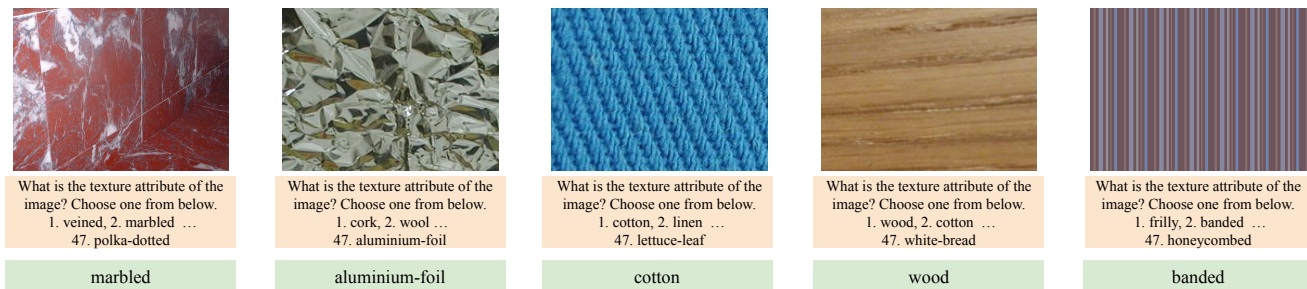 What is the texture attribute of the
image? Choose one from below.
1. veined, 2. marbled …
47. polka-dotted
marbled
What is the texture attribute of the
image? Choose one from below.
1. cork, 2. wool …
47. aluminium-foil
aluminium-foil
What is the texture attribute of the
image? Choose one from below.
1. cotton, 2. linen …
47. lettuce-leaf
cotton
What is the texture attribute of the
image? Choose one from below.
1. wood, 2. cotton …
47. white-bread
wood
What is the texture attribute of the
image? Choose one from below.
1. frilly, 2. banded …
47. honeycombed
banded